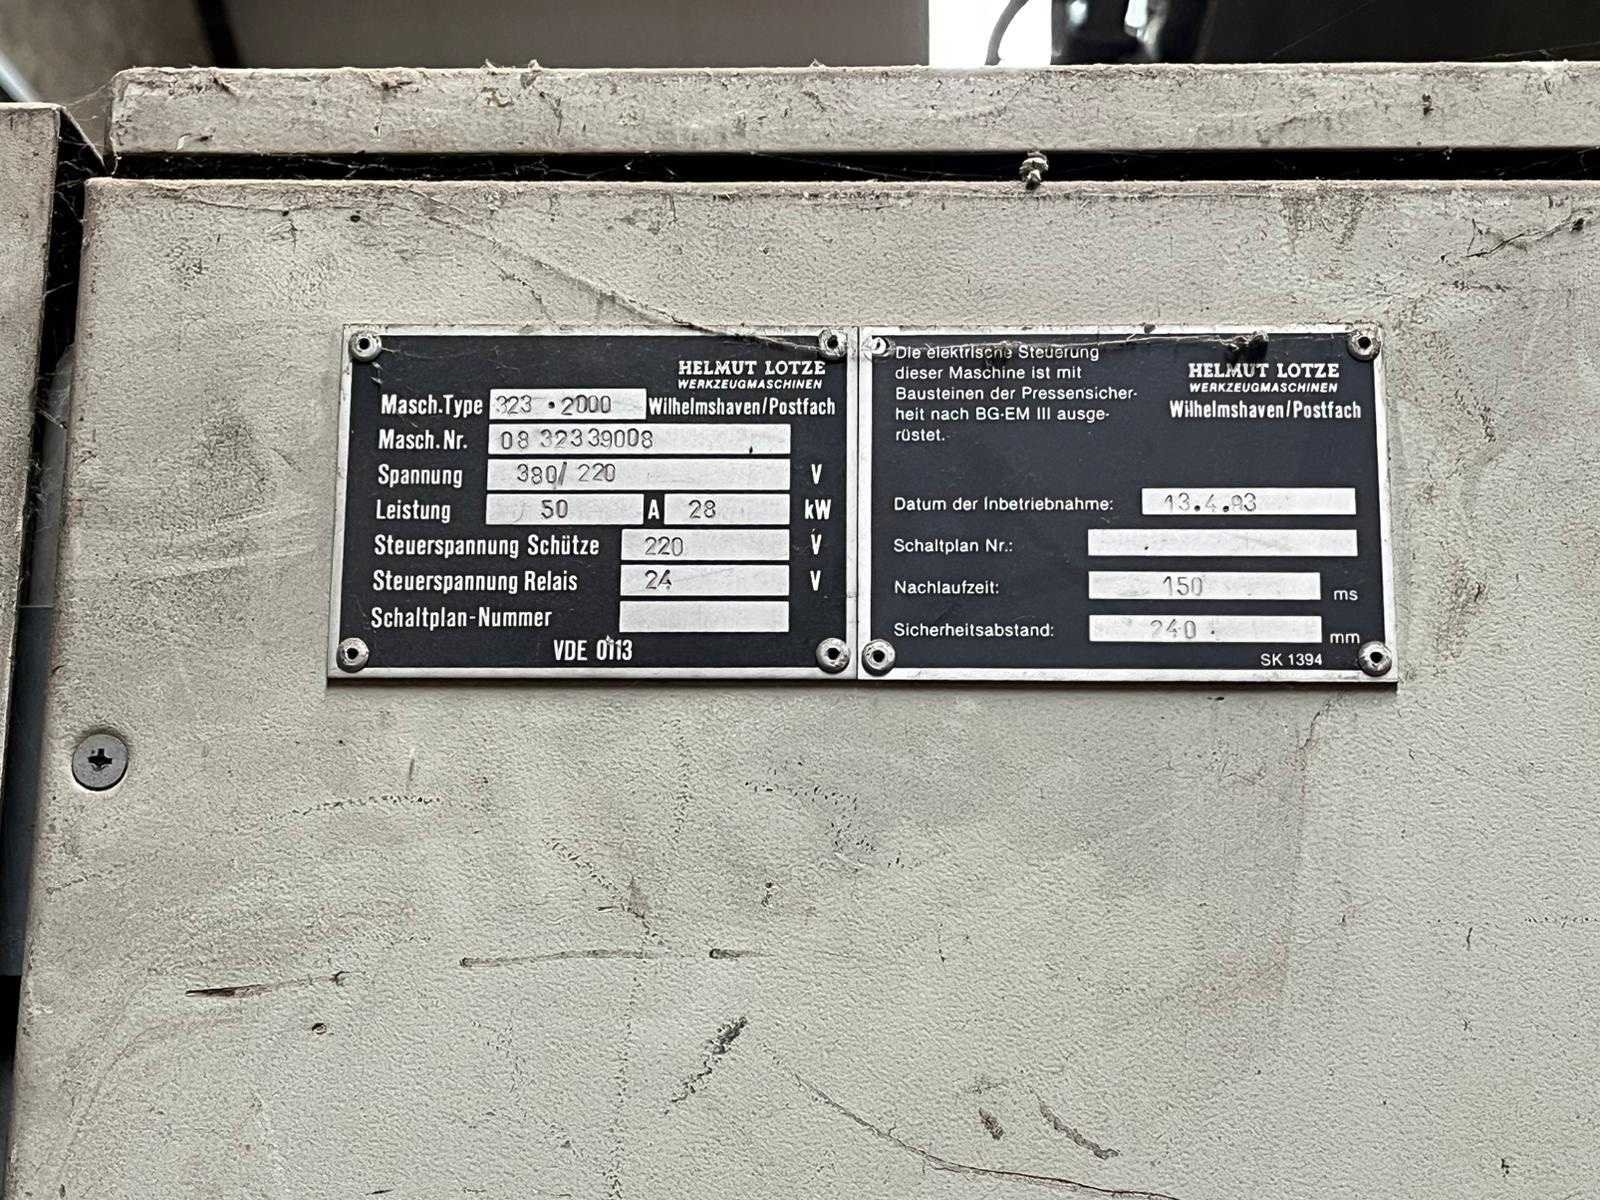 HELMUT LOTZE
WERKZEUGMASCHINEN
Masch.Type 323 • 2000 Wilhelmshaven/Postfach
Masch. Nr. 08 32339008
Spannung 380/220 V
Leistung 50 A 28 kW
Steuerspannung Schütze 220 V
Steuerspannung Relais 24 V
Schaltplan-Nummer
VDE 0113
Die elektrische Steuerung
dieser Maschine ist mit
Bausteinen der Pressensicher-
heit nach BG-EM III ausge-
rüstet.
HELMUT LOTZE
WERKZEUGMASCHINEN
Wilhelmshaven/Postfach
Datum der Inbetriebnahme: 13.4.83
Schaltplan Nr.:
Nachlaufzeit: 150 ms
Sicherheitsabstand: 240 mm
SK 1394